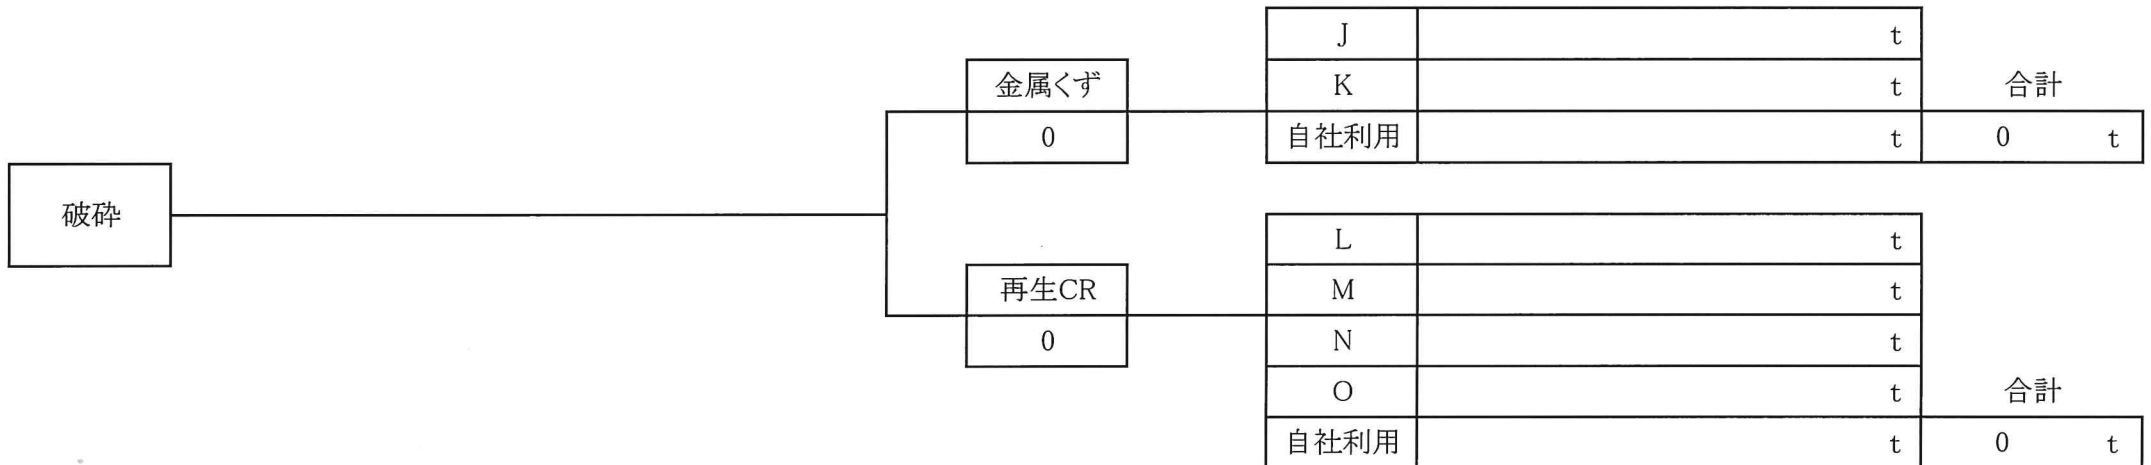 J t
金属くず K t 合計
0 自社利用 t 0 t
破砕
L t
再生CR M t
0 N t
O t 合計
自社利用 t 0 t